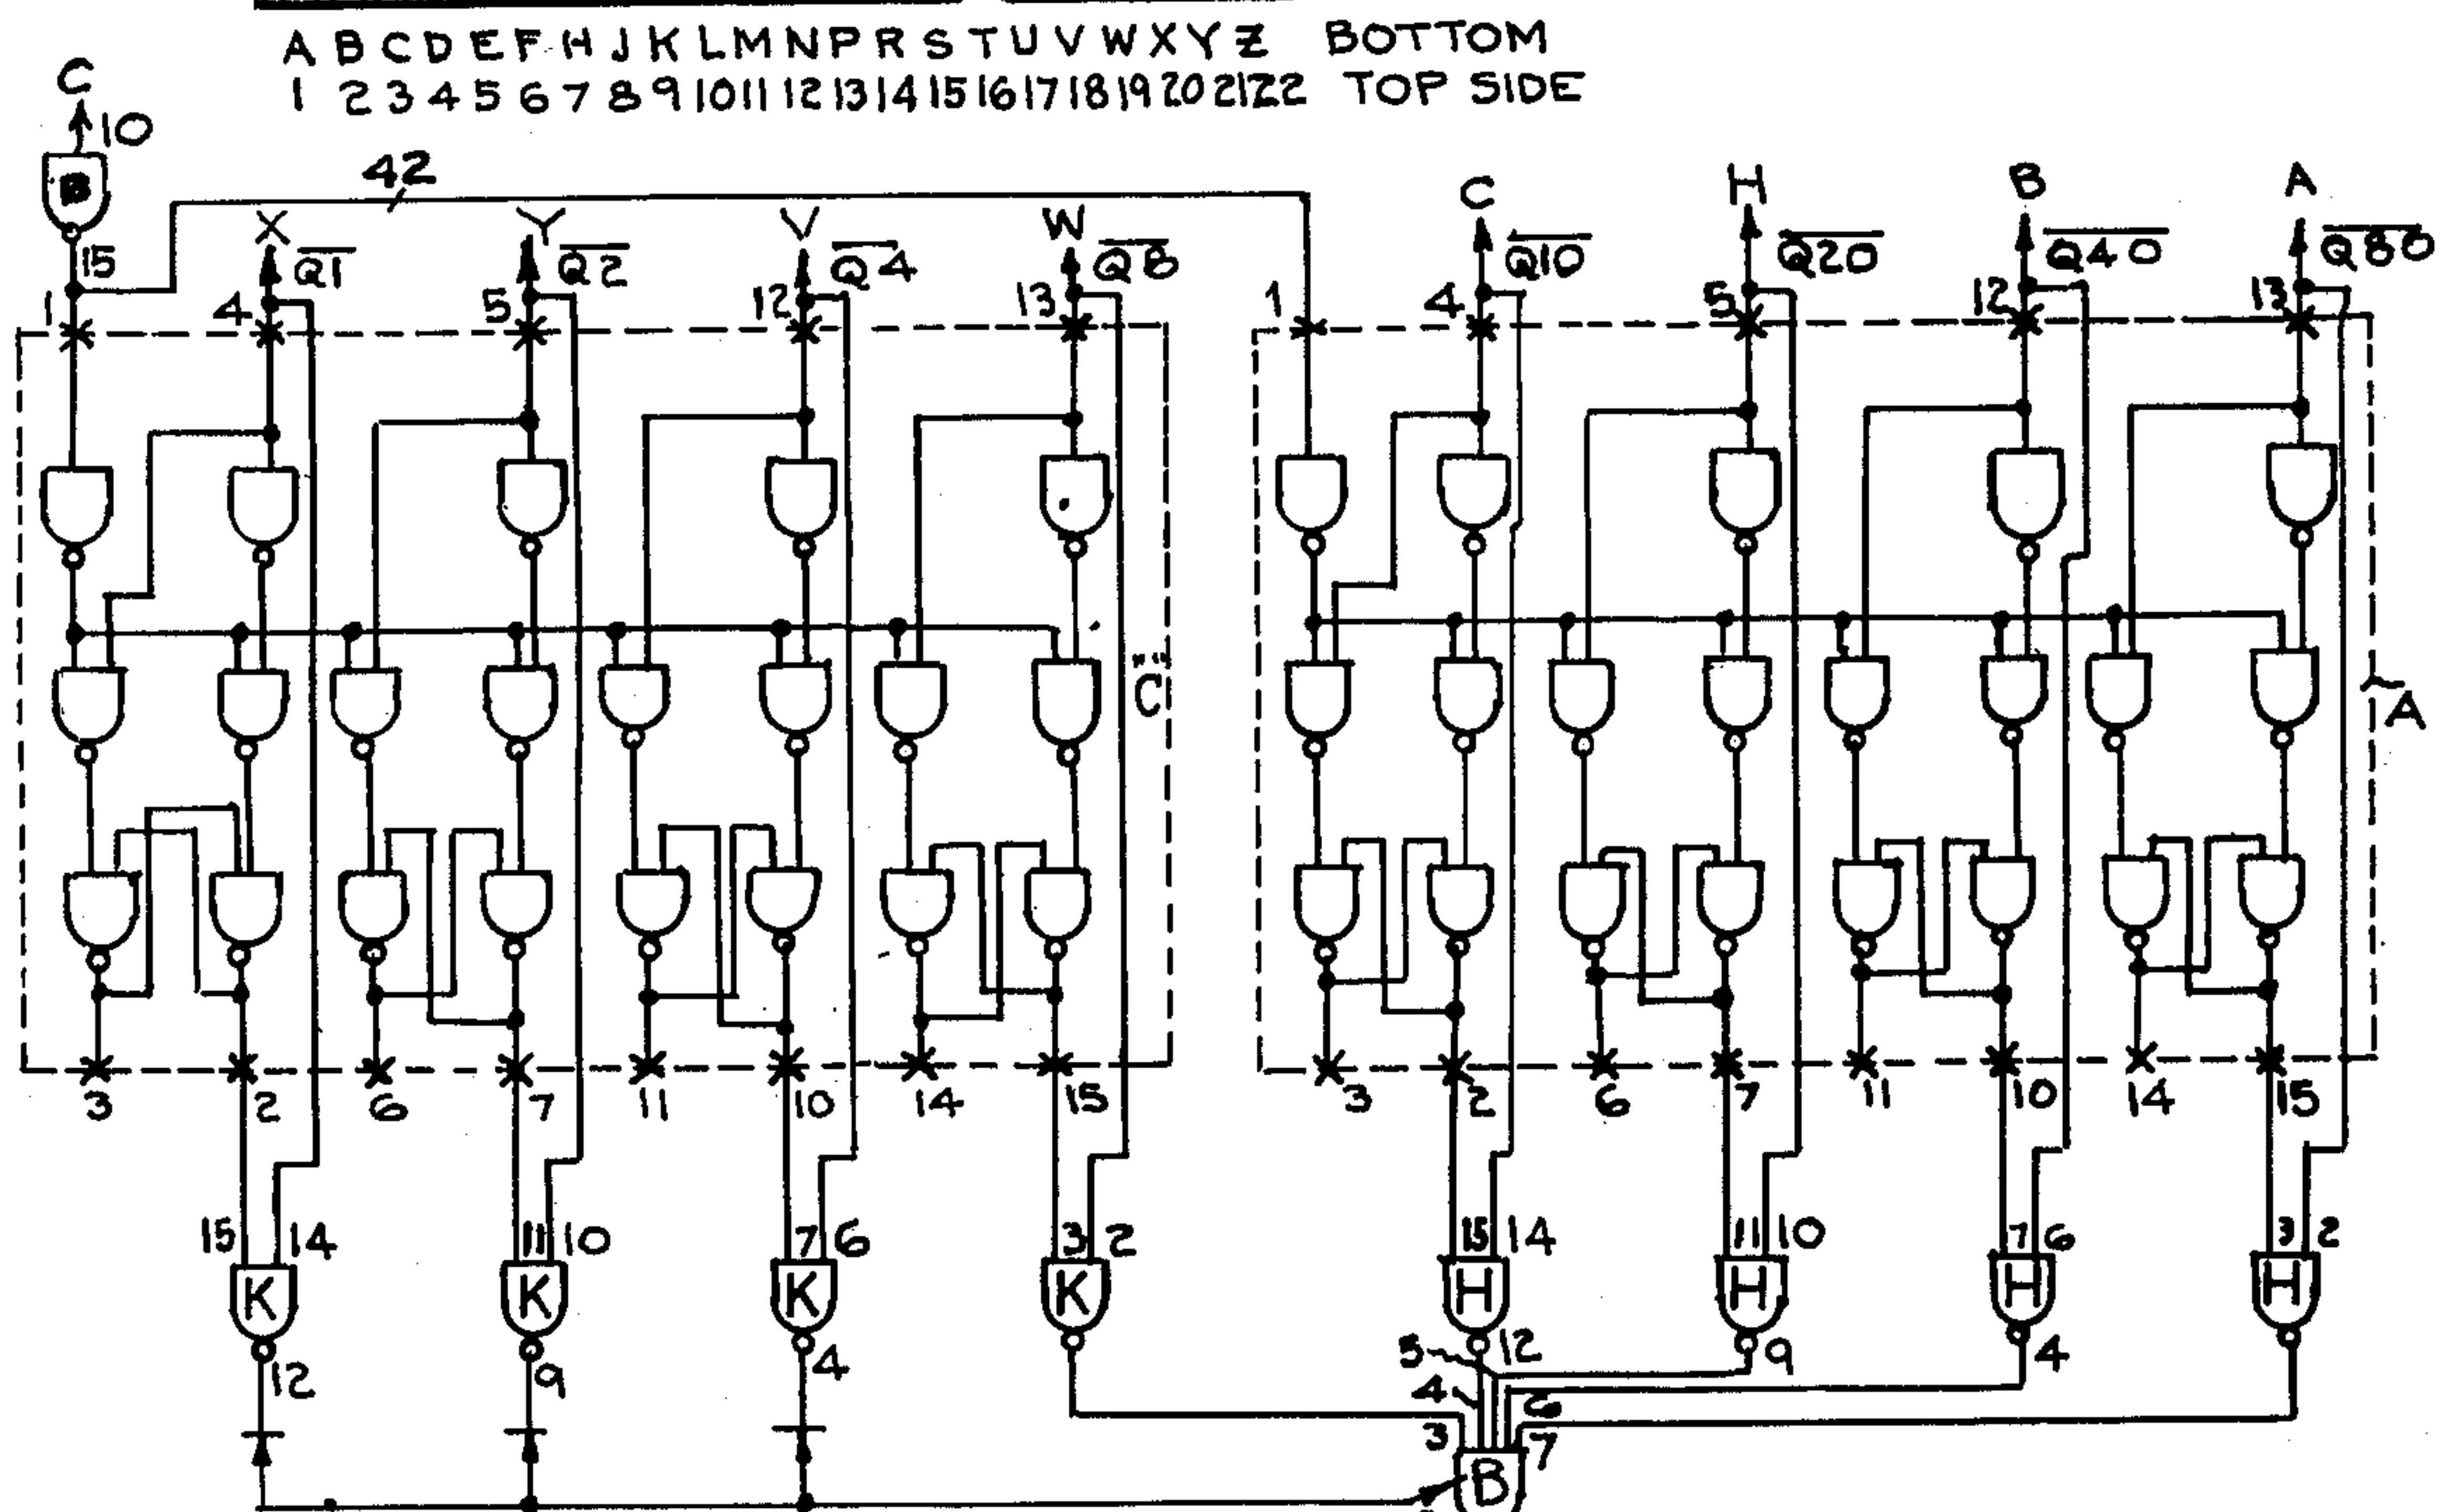 A B C D E F H J K L M N P R S T U V W X Y Z BOTTOM
1 2 3 4 5 6 7 8 9 10 11 12 13 14 15 16 17 18 19 20 21 22 TOP SIDE
C
10
B
42
15
X Y V W C H B A
Q1 Q2 Q4 Q8 Q10 Q20 Q40 Q80
1 4 5 12 13 1 4 5 12 13
"C"
A
3 2 6 7 11 10 14 15 3 2 6 7 11 10 14 15
15 14 11 10 7 6 3 2 15 14 11 10 7 6 3 2
K K K K H H H H
12 9 4 5 12 9 4
4 6
3 7
B